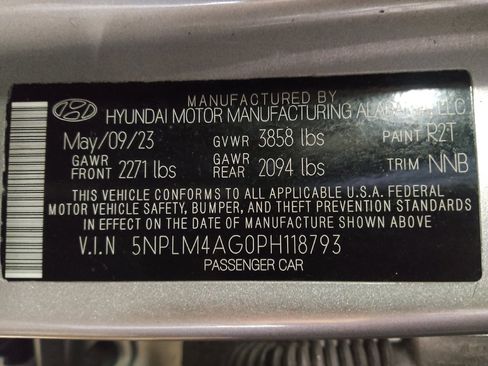 MANUFACTURED BY
HYUNDAI MOTOR MANUFACTURING ALABAMA, LLC
May/09/23 GVWR 3858 lbs PAINT R2T
GAWR FRONT 2271 lbs GAWR REAR 2094 lbs TRIM NNB
THIS VEHICLE CONFORMS TO ALL APPLICABLE U.S.A. FEDERAL
MOTOR VEHICLE SAFETY, BUMPER, AND THEFT PREVENTION STANDARDS
IN EFFECT ON THE DATE OF MANUFACTURE SHOWN ABOVE
V.I.N 5NPLM4AG0PH118793
PASSENGER CAR